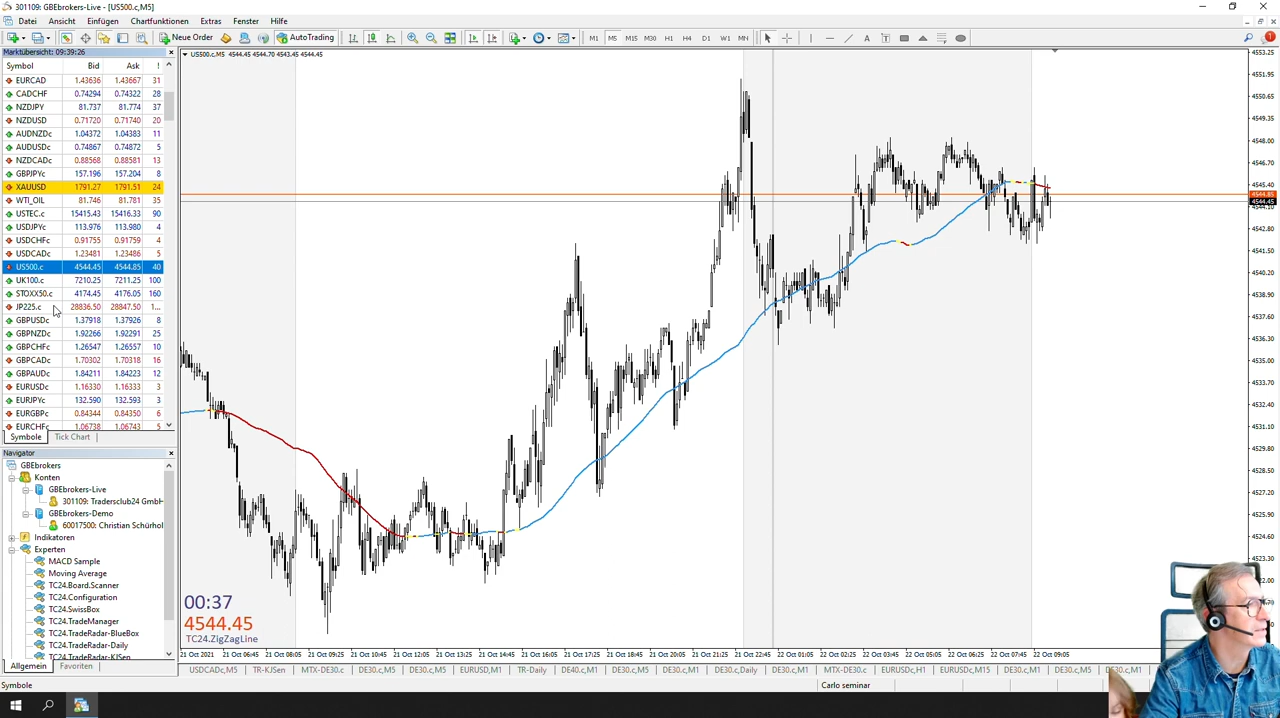 301109: GBEbrokers-Live - [US500.c,M5]
Datei Ansicht Einfügen Chartfunktionen Extras Fenster Hilfe
New Order AutoTrading M1 M5 M15 M30 H1 H4 D1 W1 MN
Marktübersicht: 09:39:26
Symbol Bid Ask !
EURCAD 1.43636 1.43667 31
CADCHF 0.74294 0.74322 28
NZDJPY 81.737 81.774 37
NZDUSD 0.71720 0.71740 20
AUDNZDc 1.04372 1.04383 11
AUDUSDc 0.74867 0.74872 5
NZDCADc 0.88568 0.88581 13
GBPJPYc 157.196 157.204 8
XAUUSD 1791.27 1791.51 24
WTI_OIL 81.746 81.781 35
USTEC.c 15415.43 15416.33 90
USDJPYc 113.976 113.980 4
USDCHFc 0.91755 0.91759 4
USDCADc 1.23481 1.23486 5
US500.c 4544.45 4544.85 40
UK100.c 7210.25 7211.25 100
STOXX50.c 4174.45 4176.05 160
JP225.c 28836.50 28847.50 1...
GBPUSDc 1.37918 1.37926 8
GBPNZDc 1.92266 1.92291 25
GBPCHFc 1.26547 1.26557 10
GBPCADc 1.70302 1.70318 16
GBPAUDc 1.84211 1.84223 12
EURUSDc 1.16330 1.16333 3
EURJPYc 132.590 132.593 3
EURGBPc 0.84344 0.84350 6
EURCHFc 1.06738 1.06743 5
Symbole Tick Chart
Navigator
GBEbrokers
Konten
GBEbrokers-Live
301109: Tradersclub24 GmbH
GBEbrokers-Demo
60017500: Christian Schürhol
Indikatoren
Experten
MACD Sample
Moving Average
TC24.Board.Scanner
TC24.Configuration
TC24.SwissBox
TC24.TradeManager
TC24.TradeRadar-BlueBox
TC24.TradeRadar-Daily
TC24.TradeRadar-KJSen
Allgemein Favoriten
US500.c,M5 4544.45 4544.70 4543.45 4544.45
4553.25
4551.95
4550.65
4549.35
4548.00
4546.70
4545.40
4544.85
4544.45
4544.10
4542.80
4541.50
4540.20
4538.90
4537.60
4536.30
4535.00
4533.70
4532.40
4531.10
4529.80
4528.50
4527.20
4525.90
4524.60
4523.30
4522.00
00:37
4544.45
TC24.ZigZagLine
21 Oct 2021 21 Oct 06:45 21 Oct 08:05 21 Oct 09:25 21 Oct 10:45 21 Oct 12:05 21 Oct 13:25 21 Oct 14:45 21 Oct 16:05 21 Oct 17:25 21 Oct 18:45 21 Oct 20:05 21 Oct 21:25 21 Oct 22:45 22 Oct 01:05 22 Oct 02:25 22 Oct 03:45 22 Oct 05:05 22 Oct 06:25 22 Oct 07:45 22 Oct 09:05
USDCAD.c,M5 TR-KJSen MTX-DE30.c DE30.c,M5 DE30.c,M5 EURUSD,M1 TR-Daily DE40.c,M1 DE30.c,M5 DE30.c,M1 DE30.c,Daily DE30.c,M1 MTX-DE30.c EURUSDc,H1 EURUSD,M15 DE30.c,M1 DE30.c,M5 DE30.c,M1
Symbole Carlo seminar